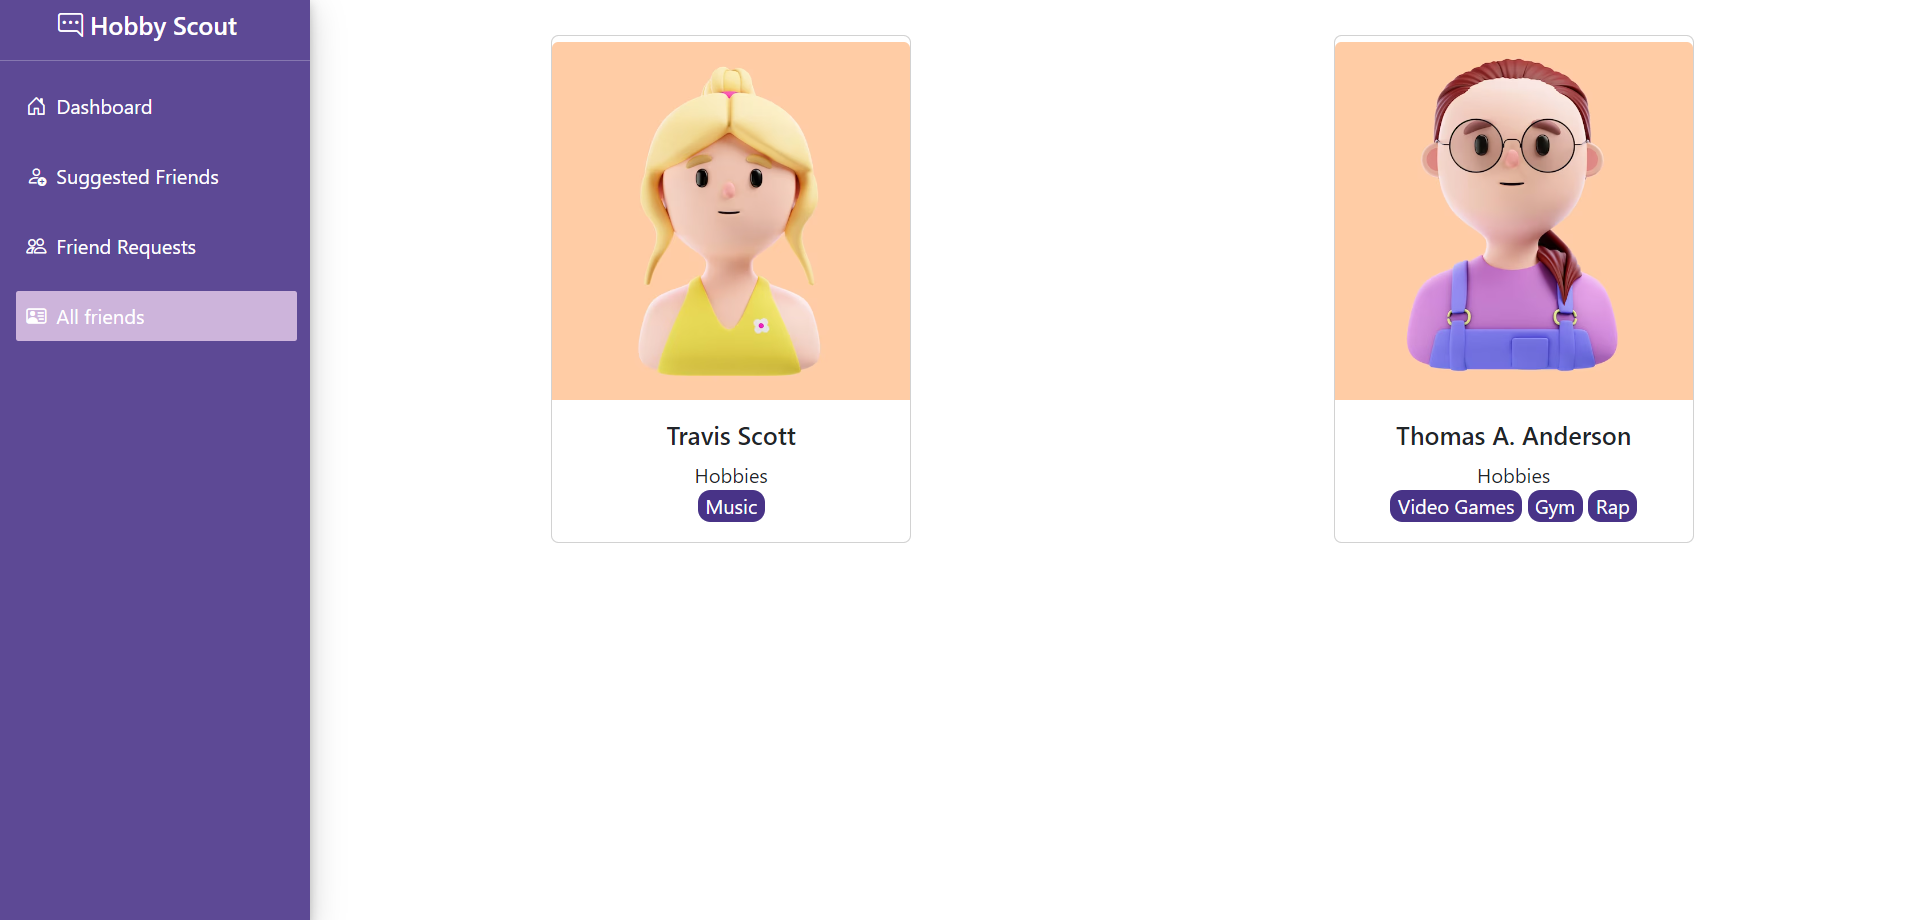 Hobby Scout
Dashboard
Suggested Friends
Friend Requests
All friends
Travis Scott
Hobbies
Music
Thomas A. Anderson
Hobbies
Video Games Gym Rap